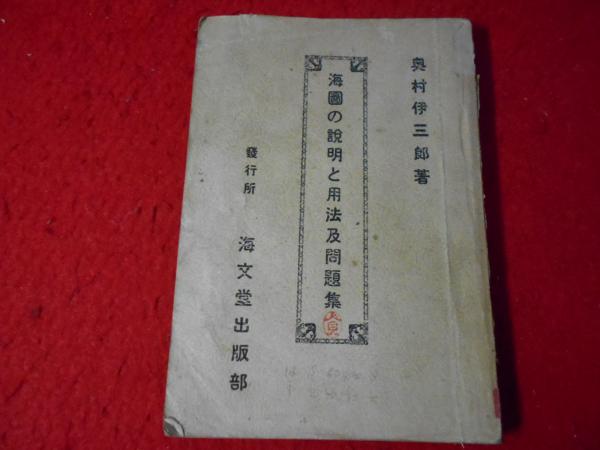 奥村伊三郎著
海圖の說明と用法及問題集
發行所 海文堂出版部